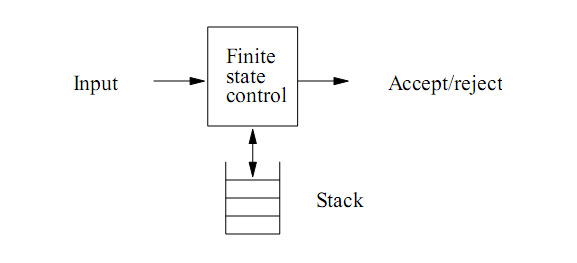 Finite
state
control
Input
Accept/reject
Stack